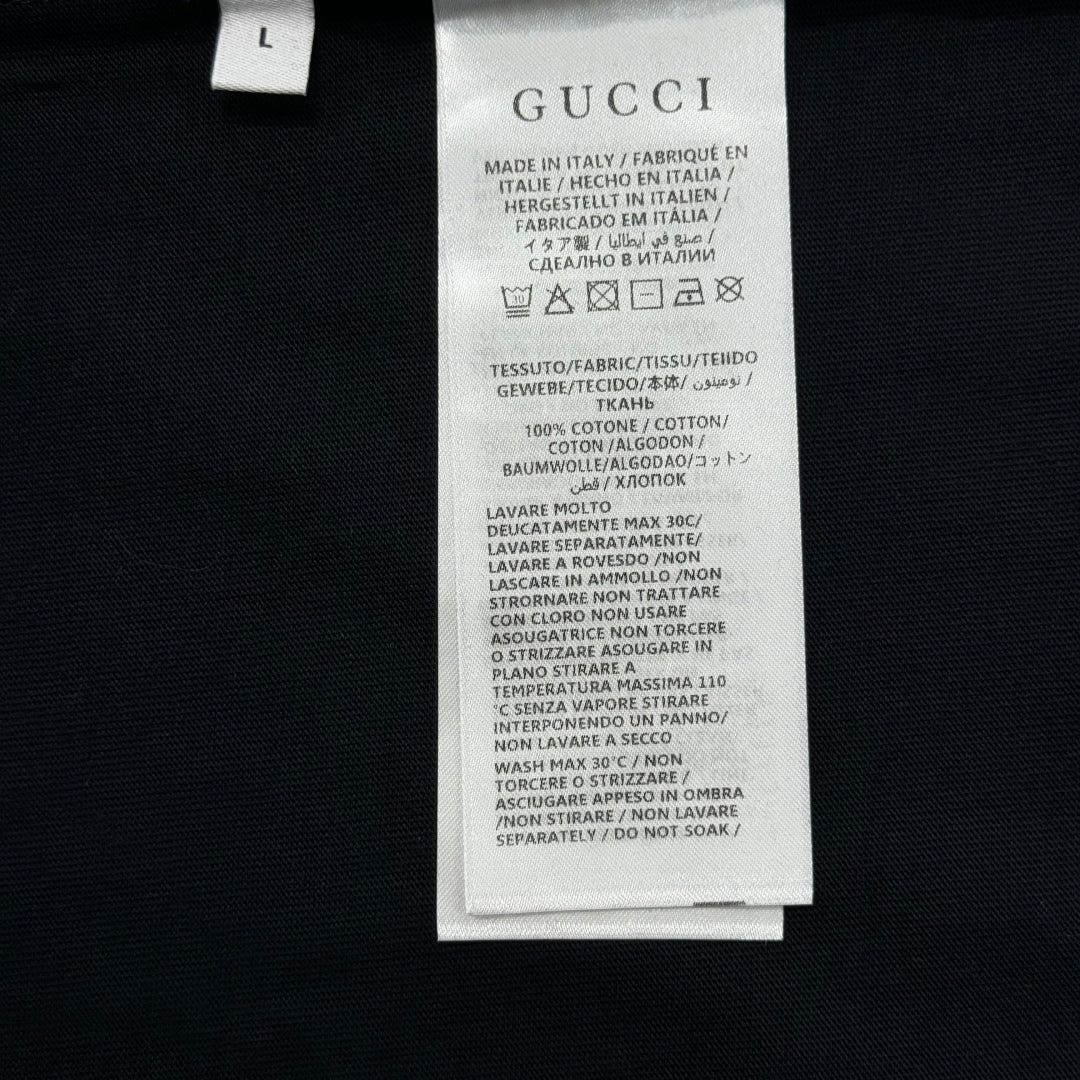 L
GUCCI
MADE IN ITALY / FABRIQUÉ EN
ITALIE / HECHO EN ITALIA /
HERGESTELLT IN ITALIEN /
FABRICADO EM ITÁLIA /
イタア製 / صنع في ايطاليا /
СДЕАЛНО В ИТАЛИИ
30
TESSUTO/FABRIC/TISSU/TEIIDO
GEWEBE/TECIDO/本体/ نوميتون /
ТКАНЬ
100% COTONE / COTTON/
COTON /ALGODON /
BAUMWOLLE/ALGODAO/コットン
قطن / ХЛОПОК
LAVARE MOLTO
DEUCATAMENTE MAX 30C/
LAVARE SEPARATAMENTE/
LAVARE A ROVESDO /NON
LASCARE IN AMMOLLO /NON
STRORNARE NON TRATTARE
CON CLORO NON USARE
ASOUGATRICE NON TORCERE
O STRIZZARE ASOUGARE IN
PLANO STIRARE A
TEMPERATURA MASSIMA 110
°C SENZA VAPORE STIRARE
INTERPONENDO UN PANNO/
NON LAVARE A SECCO
WASH MAX 30°C / NON
TORCERE O STRIZZARE /
ASCIUGARE APPESO IN OMBRA
/NON STIRARE / NON LAVARE
SEPARATELY / DO NOT SOAK /